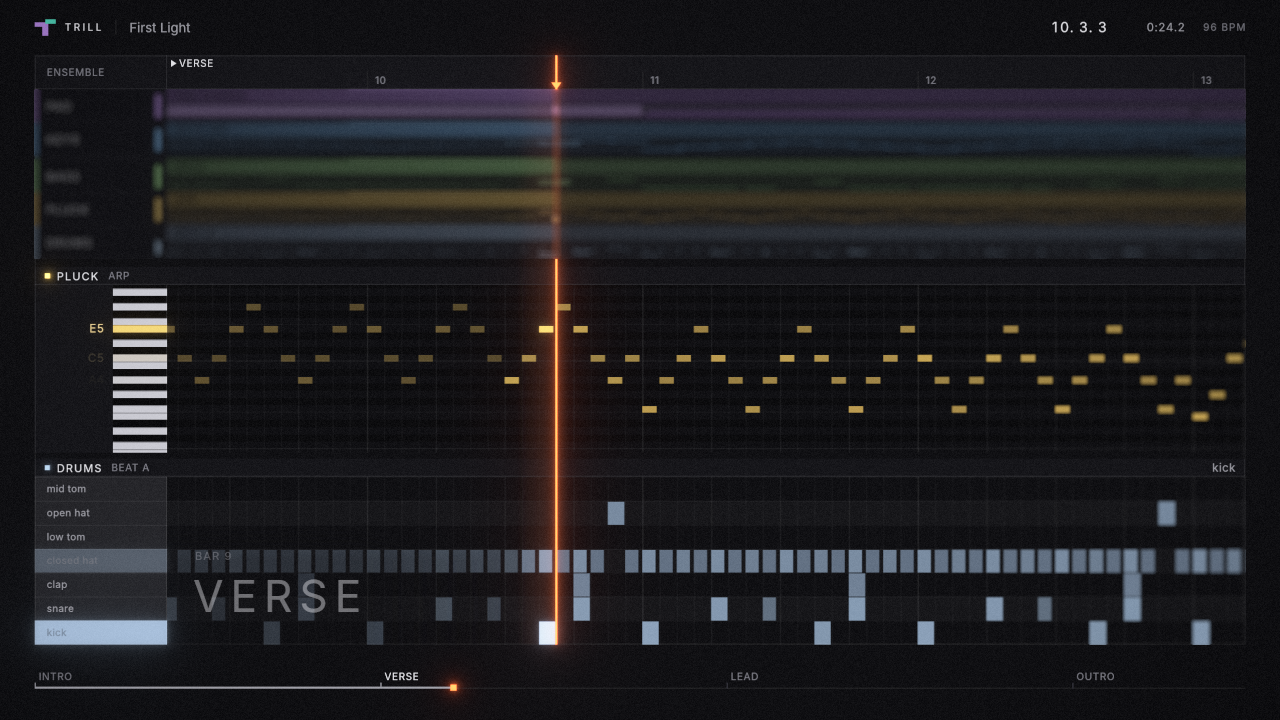 TRILL First Light 10. 3. 3 0:24.2 96 BPM
ENSEMBLE VERSE
10 11 12 13
PLUCK ARP
E5
C5
DRUMS BEAT A kick
mid tom
open hat
low tom
closed hat
BAR 9
clap
VERSE
snare
kick
INTRO VERSE LEAD OUTRO